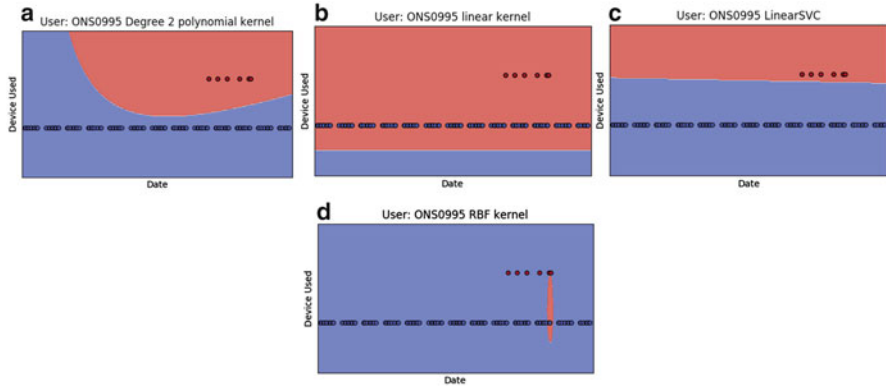 a
User: ONS0995 Degree 2 polynomial kernel
Device Used
Date
b
User: ONS0995 linear kernel
Device Used
Date
c
User: ONS0995 LinearSVC
Device Used
Date
d
User: ONS0995 RBF kernel
Device Used
Date